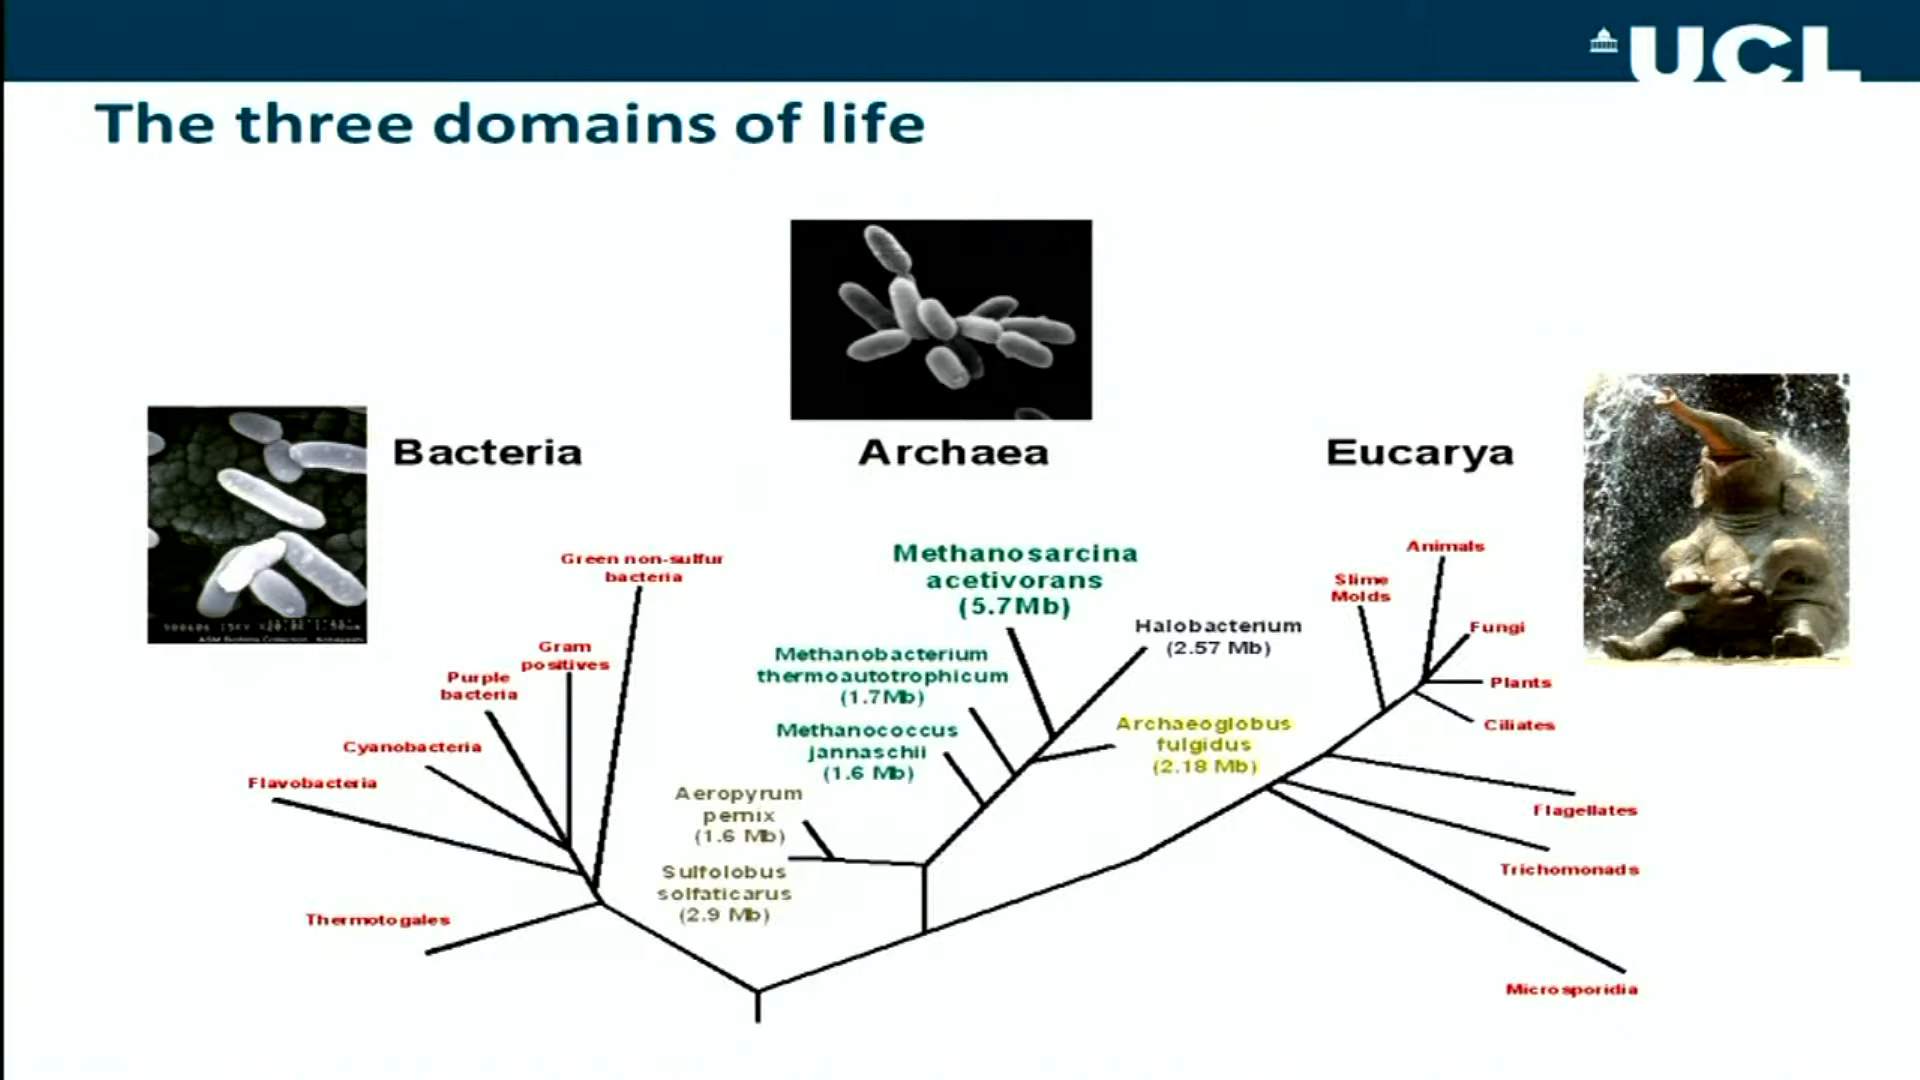 UCL
The three domains of life
Bacteria
Archaea
Eucarya
Green non-sulfur
bacteria
Gram
positives
Purple
bacteria
Cyanobacteria
Flavobacteria
Thermotogales
Methanosarcina
acetivorans
(5.7Mb)
Halobacterium
(2.57 Mb)
Methanobacterium
thermoautotrophicum
(1.7Mb)
Methanococcus
jannaschii
(1.6 Mb)
Archaeoglobus
fulgidus
(2.18 Mb)
Aeropyrum
pernix
(1.6 Mb)
Sulfolobus
solfaticarus
(2.9 Mb)
Animals
Slime
Molds
Fungi
Plants
Ciliates
Flagellates
Trichomonads
Microsporidia